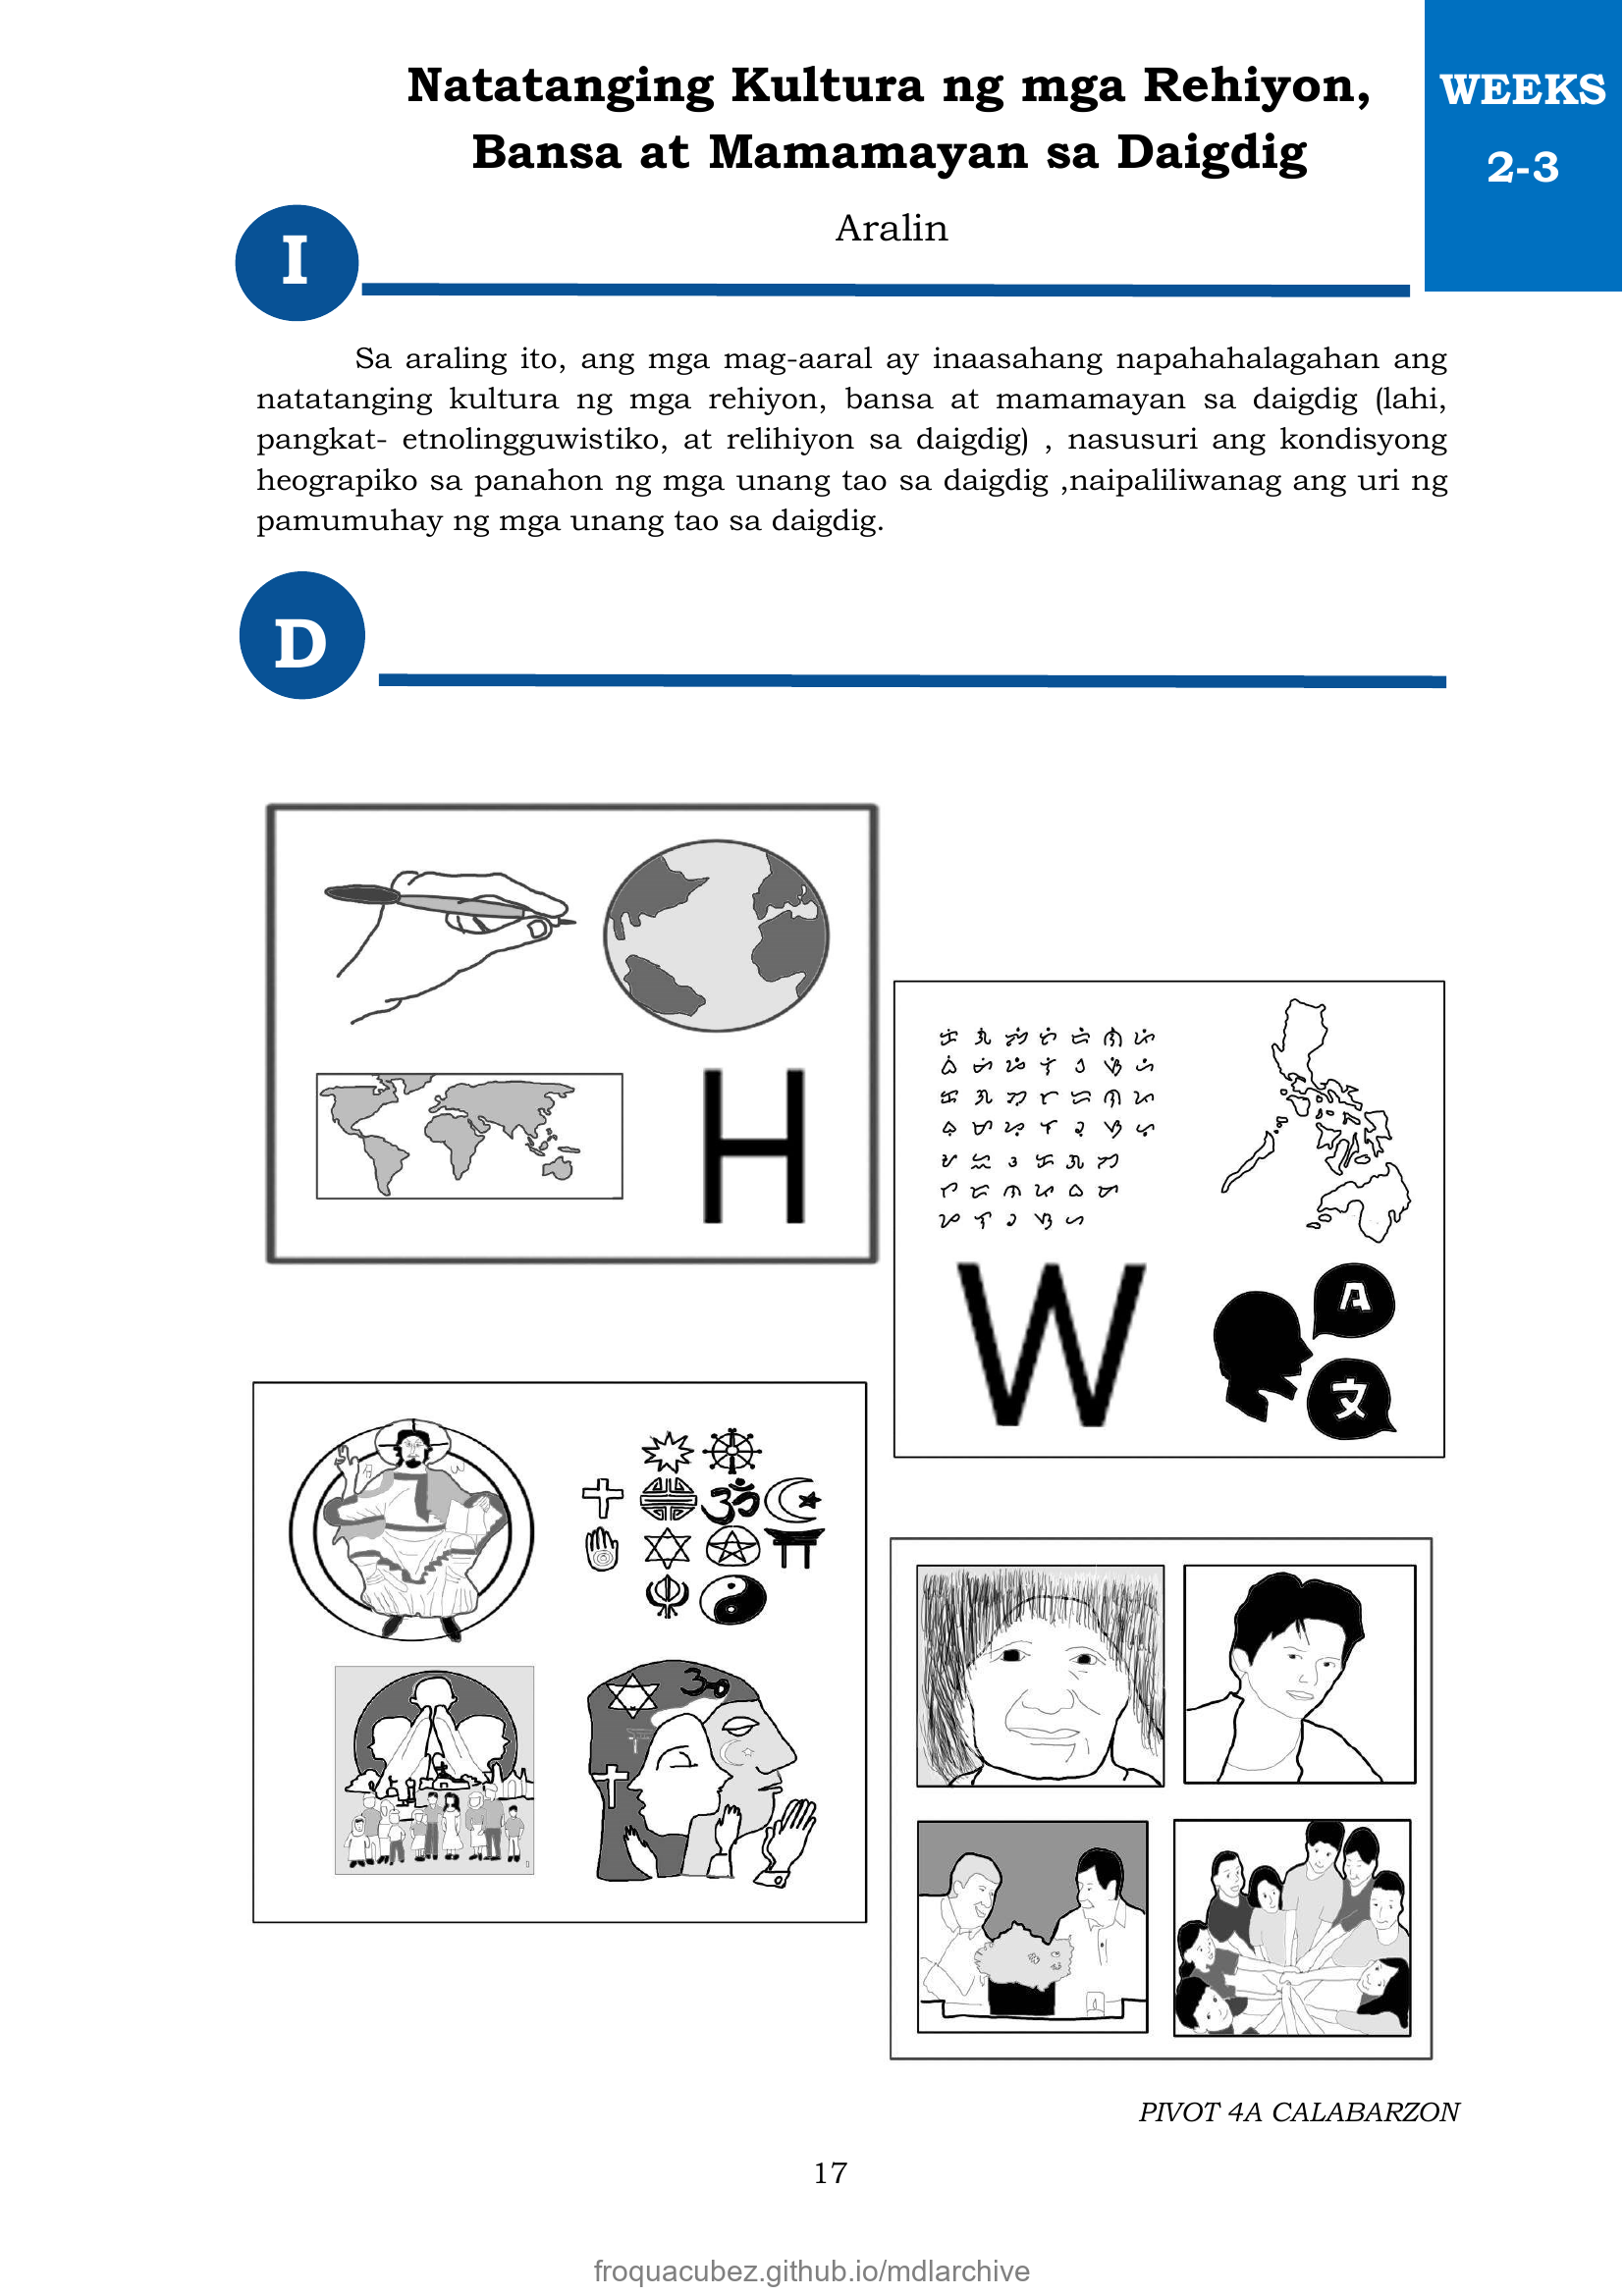 Natatanging Kultura ng mga Rehiyon,
Bansa at Mamamayan sa Daigdig
WEEKS
2-3
Aralin
I
Sa araling ito, ang mga mag-aaral ay inaasahang napahahalagahan ang
natatanging kultura ng mga rehiyon, bansa at mamamayan sa daigdig (lahi,
pangkat- etnolingguwistiko, at relihiyon sa daigdig) , nasusuri ang kondisyong
heograpiko sa panahon ng mga unang tao sa daigdig ,naipaliliwanag ang uri ng
pamumuhay ng mga unang tao sa daigdig.
D
H
W
A
文
PIVOT 4A CALABARZON
17
froquacubez.github.io/mdlarchive